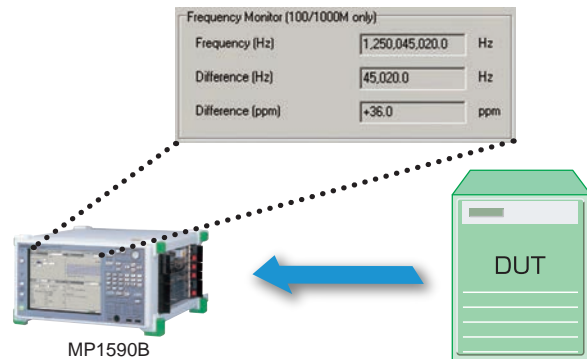 Frequency Monitor (100/1000M only)
Frequency (Hz) 1,250,045,020.0 Hz
Difference (Hz) 45,020.0 Hz
Difference (ppm) +36.0 ppm
DUT
MP1590B